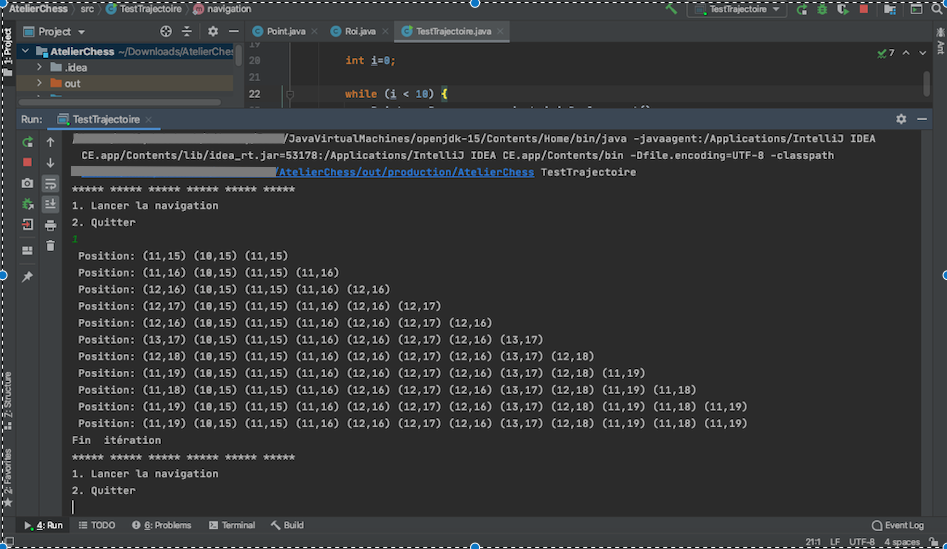 AtelierChess src TestTrajectoire navigation TestTrajectoire
Project Point.java Roi.java TestTrajectoire.java
1: Project
AtelierChess ~/Downloads/AtelierChes
.idea
out
20 int i=0;
21
22 while (i < 10) {
7
Ant
Run: TestTrajectoire
/JavaVirtualMachines/openjdk-15/Contents/Home/bin/java -javaagent:/Applications/IntelliJ IDEA
CE.app/Contents/lib/idea_rt.jar=53178:/Applications/IntelliJ IDEA CE.app/Contents/bin -Dfile.encoding=UTF-8 -classpath
/AtelierChess/out/production/AtelierChess TestTrajectoire
***** ***** ***** ***** ***** *****
1. Lancer la navigation
2. Quitter
1
Position: (11,15) (10,15) (11,15)
Position: (11,16) (10,15) (11,15) (11,16)
Position: (12,16) (10,15) (11,15) (11,16) (12,16)
Position: (12,17) (10,15) (11,15) (11,16) (12,16) (12,17)
Position: (12,16) (10,15) (11,15) (11,16) (12,16) (12,17) (12,16)
Position: (13,17) (10,15) (11,15) (11,16) (12,16) (12,17) (12,16) (13,17)
Position: (12,18) (10,15) (11,15) (11,16) (12,16) (12,17) (12,16) (13,17) (12,18)
Position: (11,19) (10,15) (11,15) (11,16) (12,16) (12,17) (12,16) (13,17) (12,18) (11,19)
Position: (11,18) (10,15) (11,15) (11,16) (12,16) (12,17) (12,16) (13,17) (12,18) (11,19) (11,18)
Position: (11,19) (10,15) (11,15) (11,16) (12,16) (12,17) (12,16) (13,17) (12,18) (11,19) (11,18) (11,19)
Position: (11,19) (10,15) (11,15) (11,16) (12,16) (12,17) (12,16) (13,17) (12,18) (11,19) (11,18) (11,19)
Fin itération
***** ***** ***** ***** ***** *****
1. Lancer la navigation
2. Quitter
7: Structure
2: Favorites
4: Run TODO 6: Problems Terminal Build Event Log
21:1 LF UTF-8 4 spaces